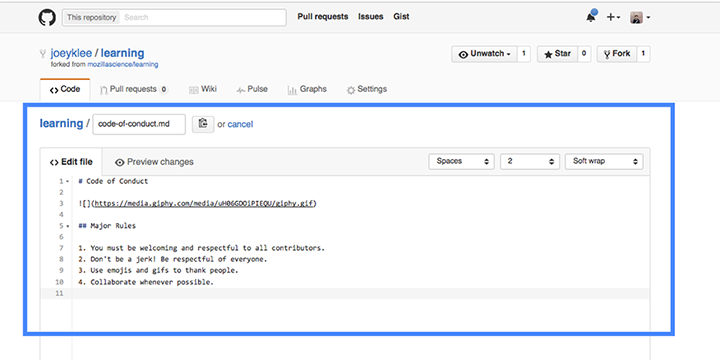 This repository Search Pull requests Issues Gist
joeyklee / learning Unwatch 1 Star 0 Fork 1
forked from mozillascience/learning
Code Pull requests 0 Wiki Pulse Graphs Settings
learning / code-of-conduct.md or cancel
Edit file Preview changes Spaces 2 Soft wrap
1 # Code of Conduct
2
3 ![](https://media.giphy.com/media/uH06GDOiPIEQU/giphy.gif)
4
5 ## Major Rules
6
7 1. You must be welcoming and respectful to all contributors.
8 2. Don't be a jerk! Be respectful of everyone.
9 3. Use emojis and gifs to thank people.
10 4. Collaborate whenever possible.
11